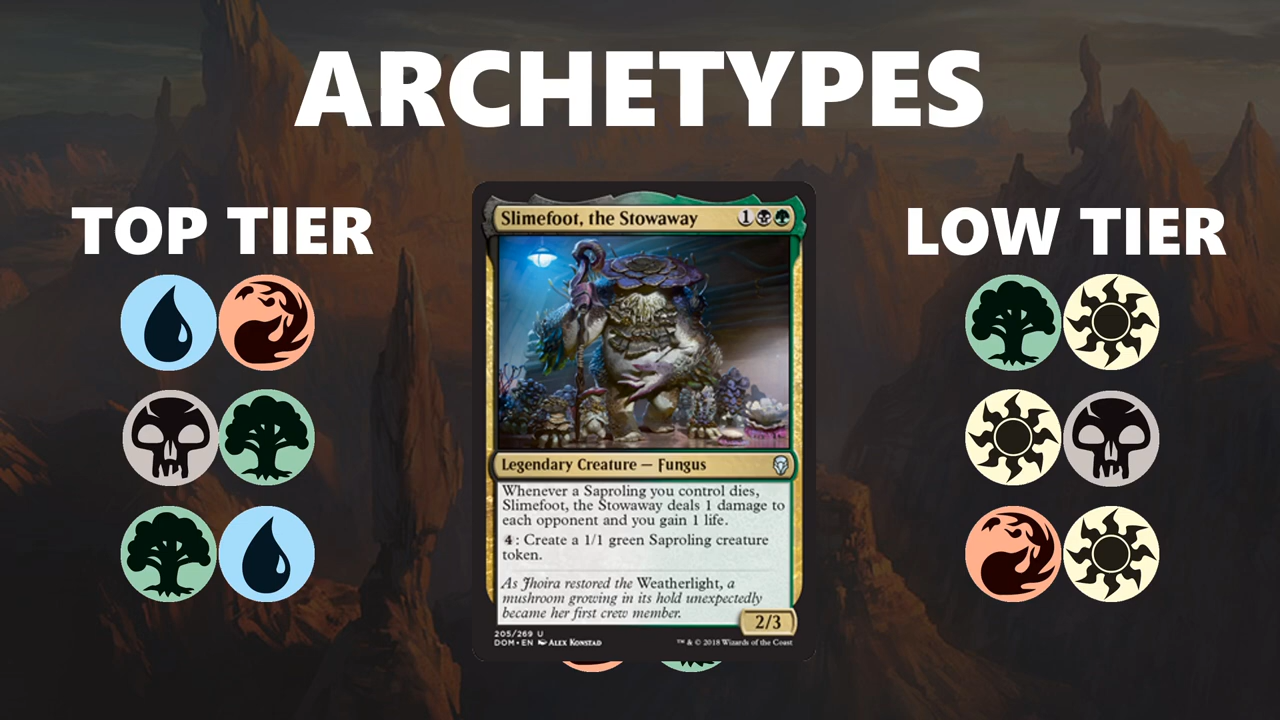 ARCHETYPES
TOP TIER
LOW TIER
Slimefoot, the Stowaway 1
Legendary Creature — Fungus
Whenever a Saproling you control dies,
Slimefoot, the Stowaway deals 1 damage to
each opponent and you gain 1 life.
4: Create a 1/1 green Saproling creature
token.
As Jhoira restored the Weatherlight, a
mushroom growing in its hold unexpectedly
became her first crew member.
2/3
205/269 U
DOM • EN ALEX KONSTAD
™ & © 2018 Wizards of the Coast